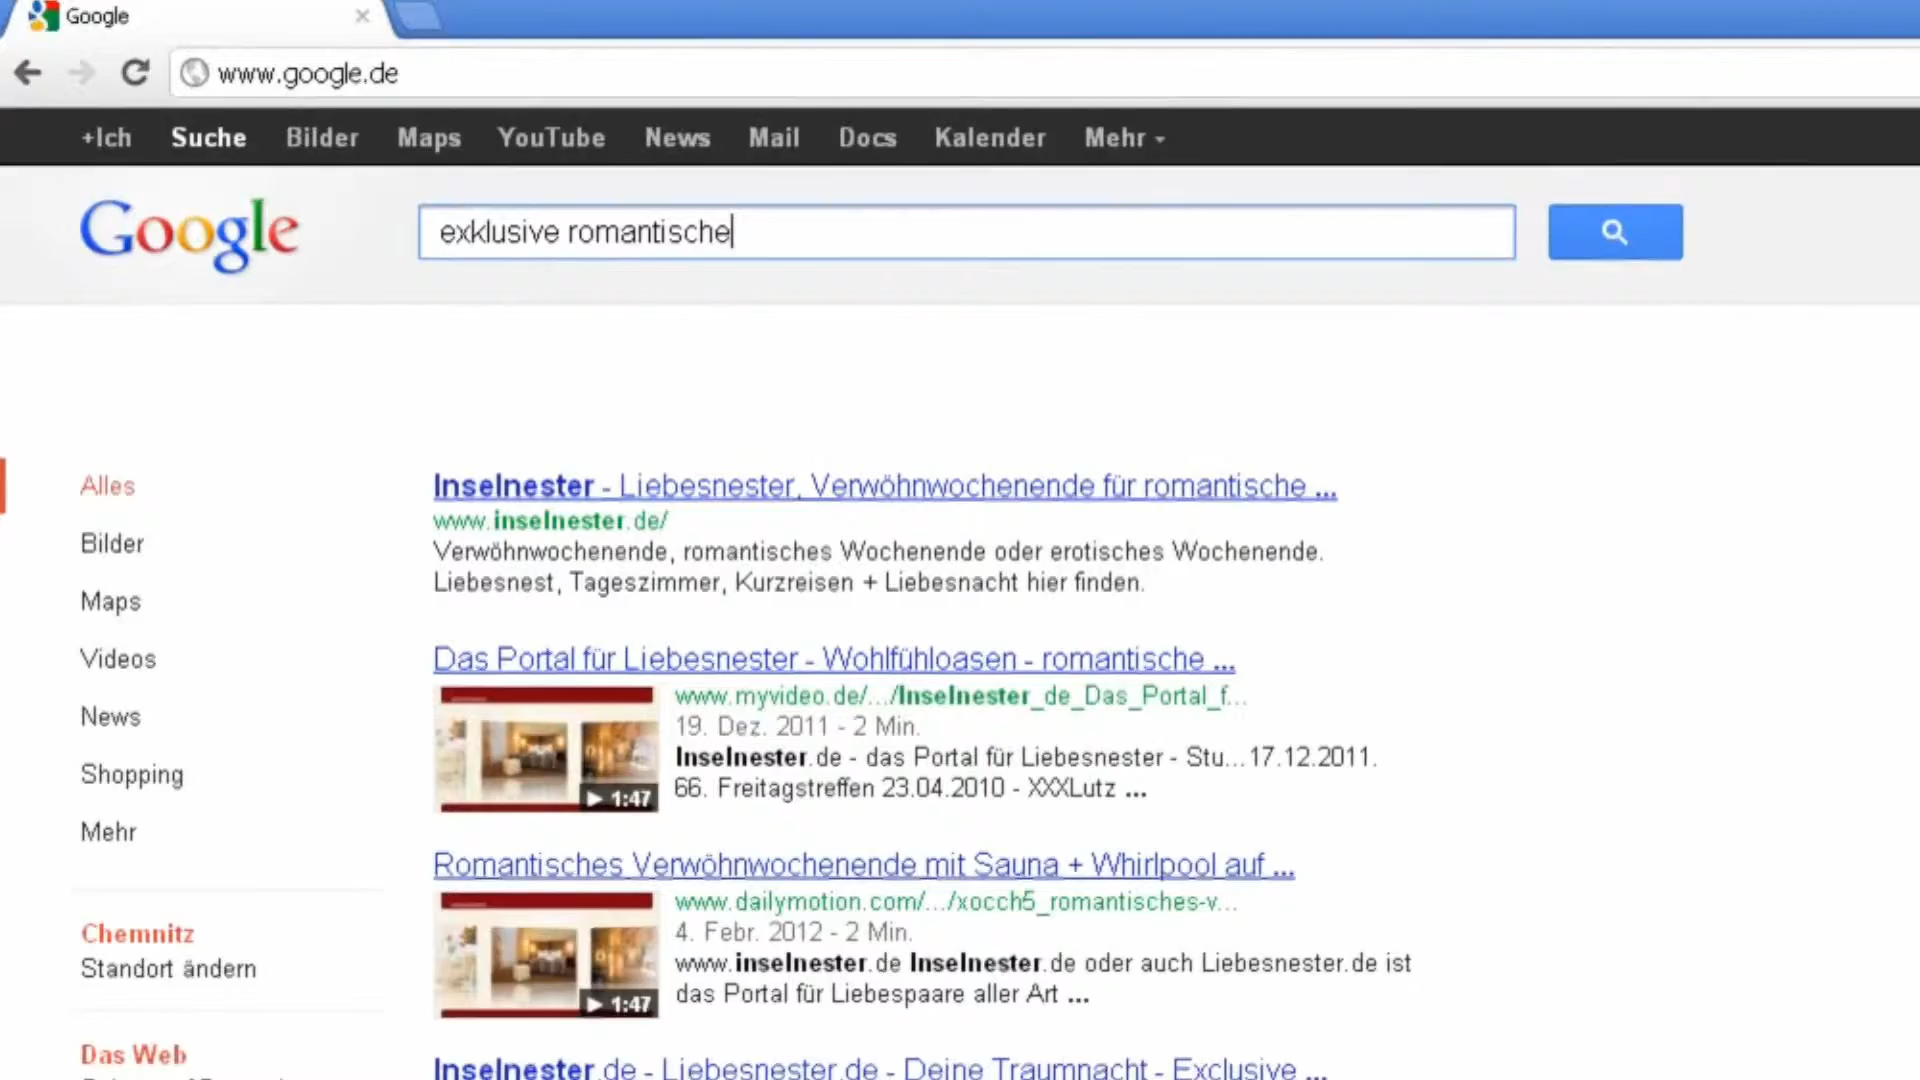 Google
www.google.de
+Ich Suche Bilder Maps YouTube News Mail Docs Kalender Mehr
Google
exklusive romantische
Alles
Bilder
Maps
Videos
News
Shopping
Mehr
Chemnitz
Standort ändern
Das Web
Inselnester - Liebesnester, Verwöhnwochenende für romantische ...
www.inselnester.de/
Verwöhnwochenende, romantisches Wochenende oder erotisches Wochenende.
Liebesnest, Tageszimmer, Kurzreisen + Liebesnacht hier finden.
Das Portal für Liebesnester - Wohlfühloasen - romantische ...
www.myvideo.de/.../Inselnester_de_Das_Portal_f...
19. Dez. 2011 - 2 Min.
Inselnester.de - das Portal für Liebesnester - Stu... 17.12.2011.
66. Freitagstreffen 23.04.2010 - XXXLutz ...
1:47
Romantisches Verwöhnwochenende mit Sauna + Whirlpool auf ...
www.dailymotion.com/.../xocch5_romantisches-v...
4. Febr. 2012 - 2 Min.
www.inselnester.de Inselnester.de oder auch Liebesnester.de ist
das Portal für Liebespaare aller Art ...
1:47
Inselnester.de - Liebesnester.de - Deine Traumnacht - Exclusive ...